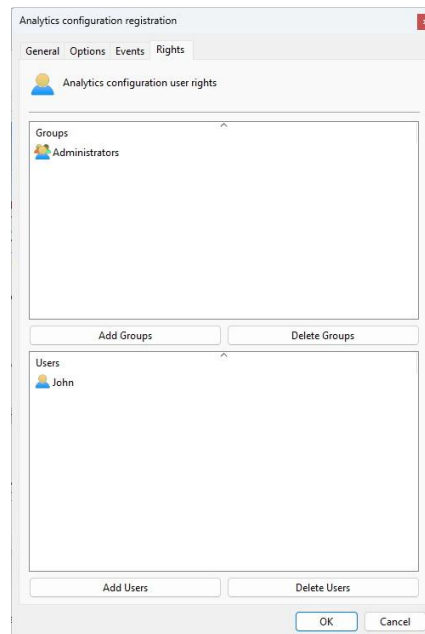 Analytics configuration registration
General Options Events Rights
Analytics configuration user rights
Groups
Administrators
Add Groups Delete Groups
Users
John
Add Users Delete Users
OK Cancel